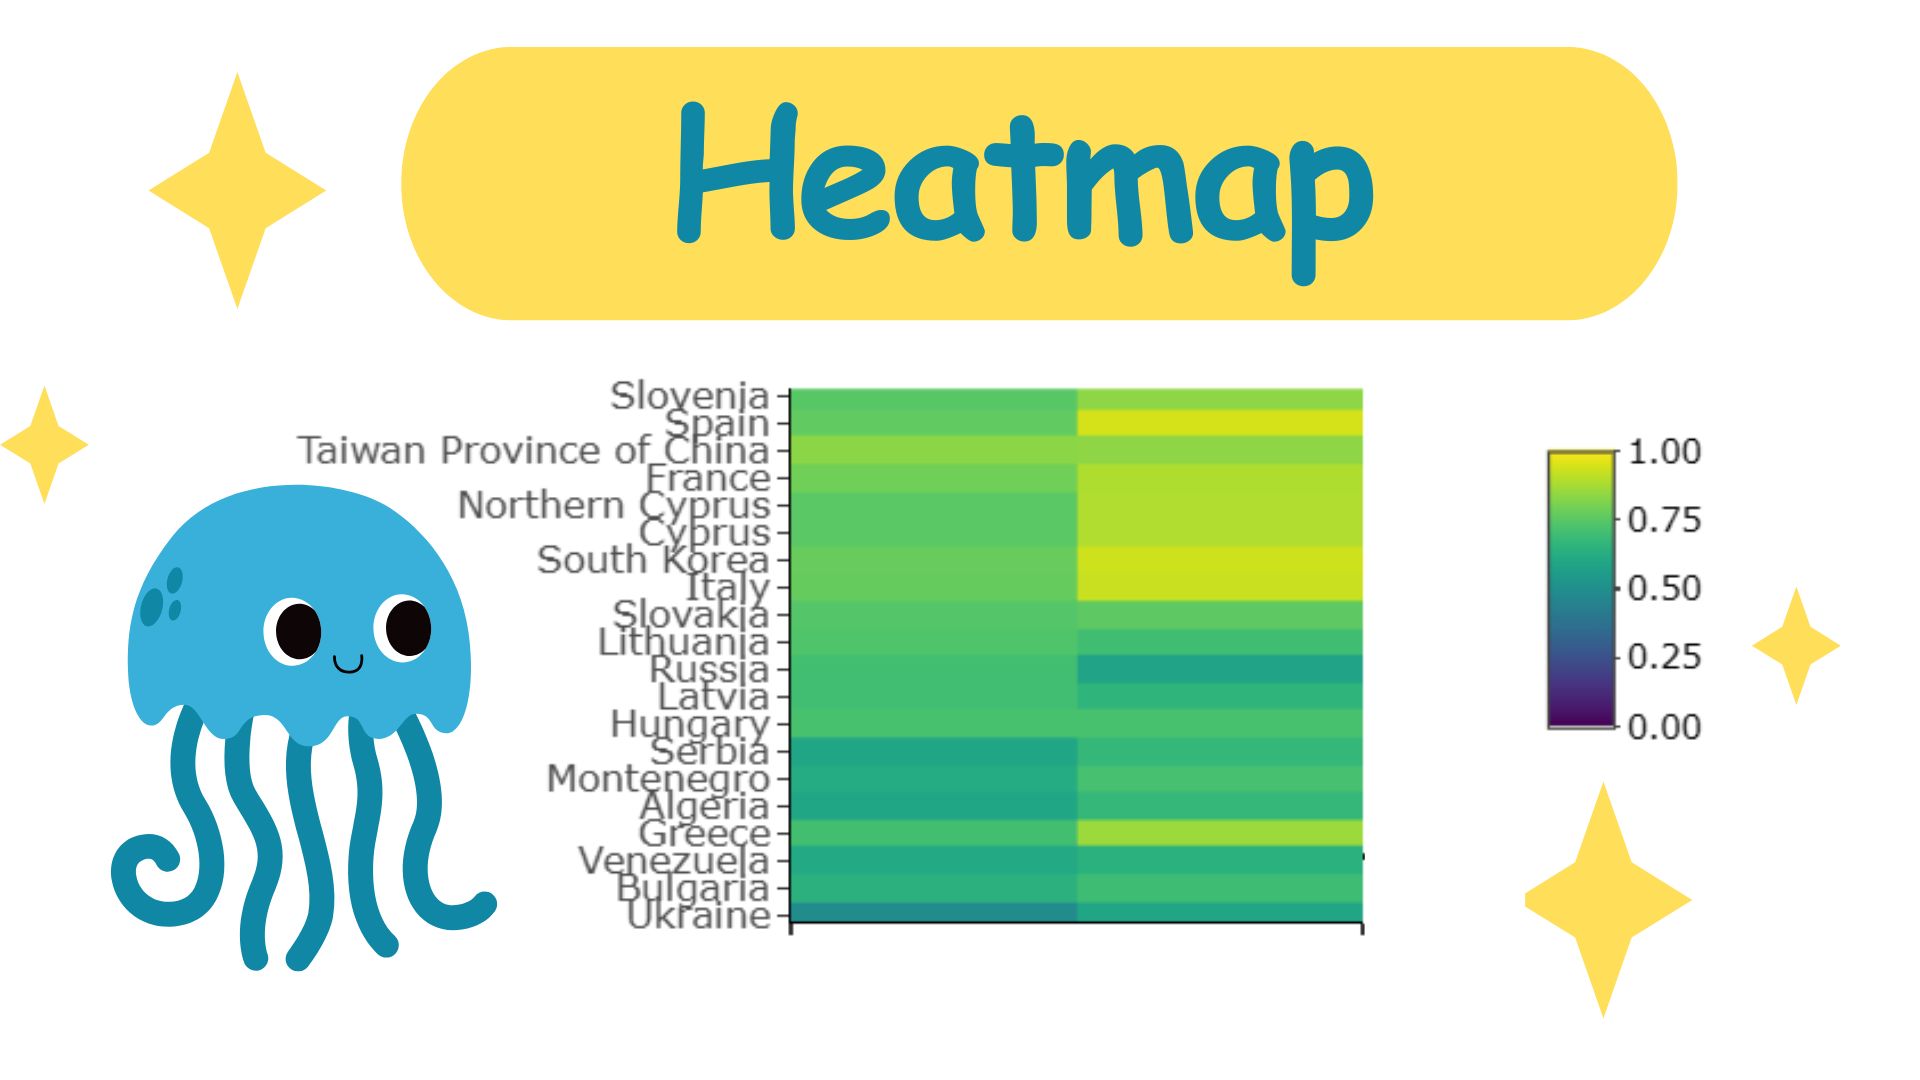 Heatmap
Slovenia
Spain
Taiwan Province of China
France
Northern Cyprus
Cyprus
South Korea
Italy
Slovakia
Lithuania
Russia
Latvia
Hungary
Serbia
Montenegro
Algeria
Greece
Venezuela
Bulgaria
Ukraine
1.00
0.75
0.50
0.25
0.00